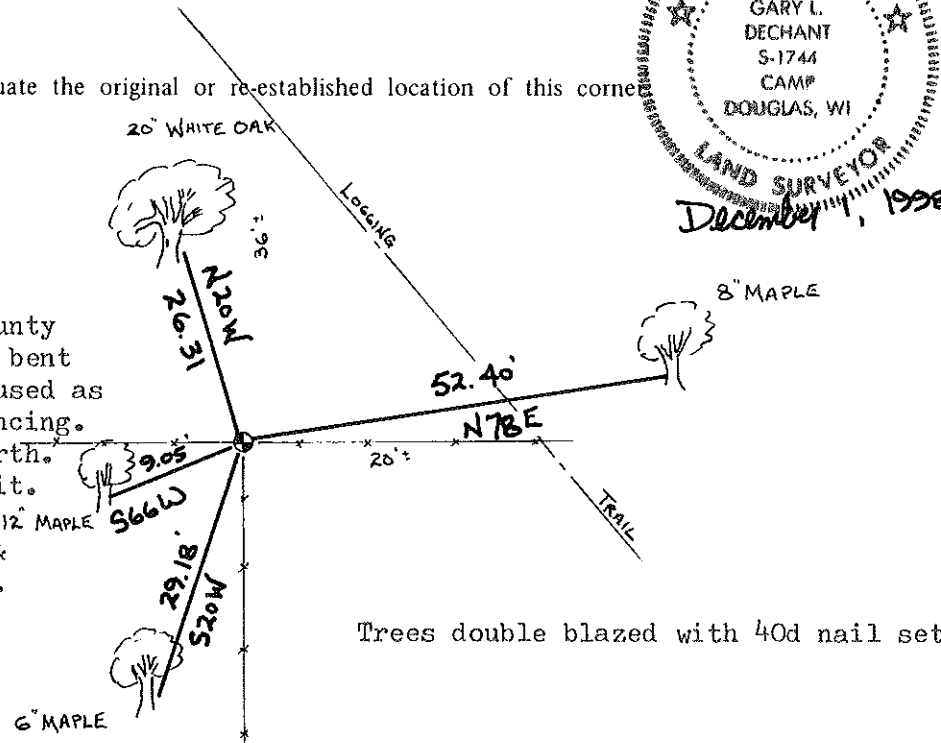 GARY L.
DECHANT
S-1744
CAMP
DOUGLAS, WI
LAND SURVEYOR
December 1, 1998
uate the original or re-established location of this corner
20" WHITE OAK
LOGGING
36'±
8" MAPLE
N20W
26.31
unty
bent
used as
ncing.
rth.
it.
52.40'
N78E
20'±
9.05'
S66W
12" MAPLE
TRAIL
29.18'
S20W
Trees double blazed with 40d nail set
6" MAPLE